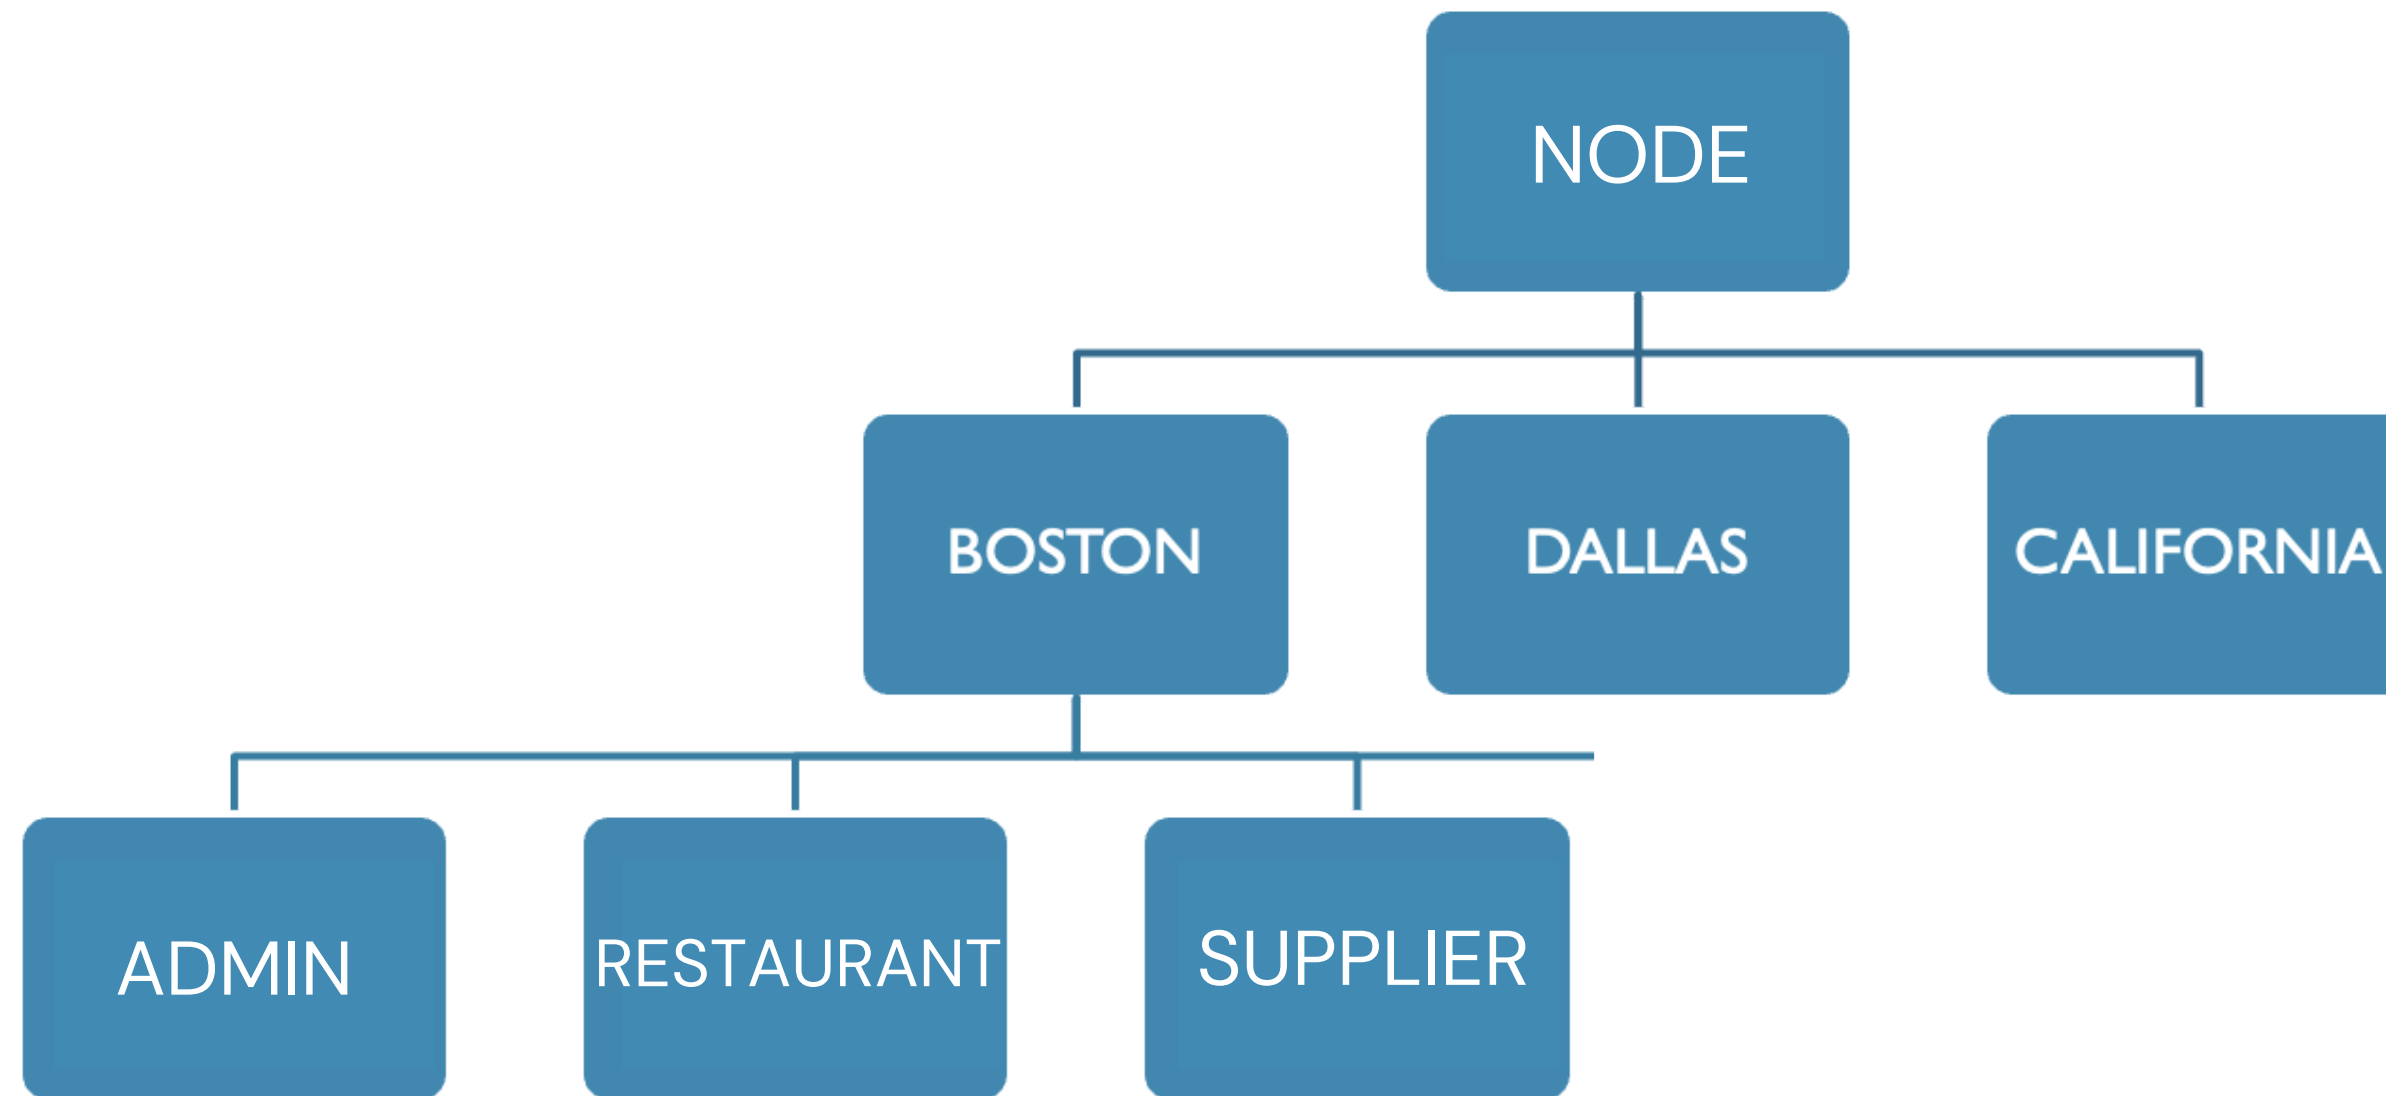 NODE
BOSTON
DALLAS
CALIFORNIA
ADMIN
RESTAURANT
SUPPLIER